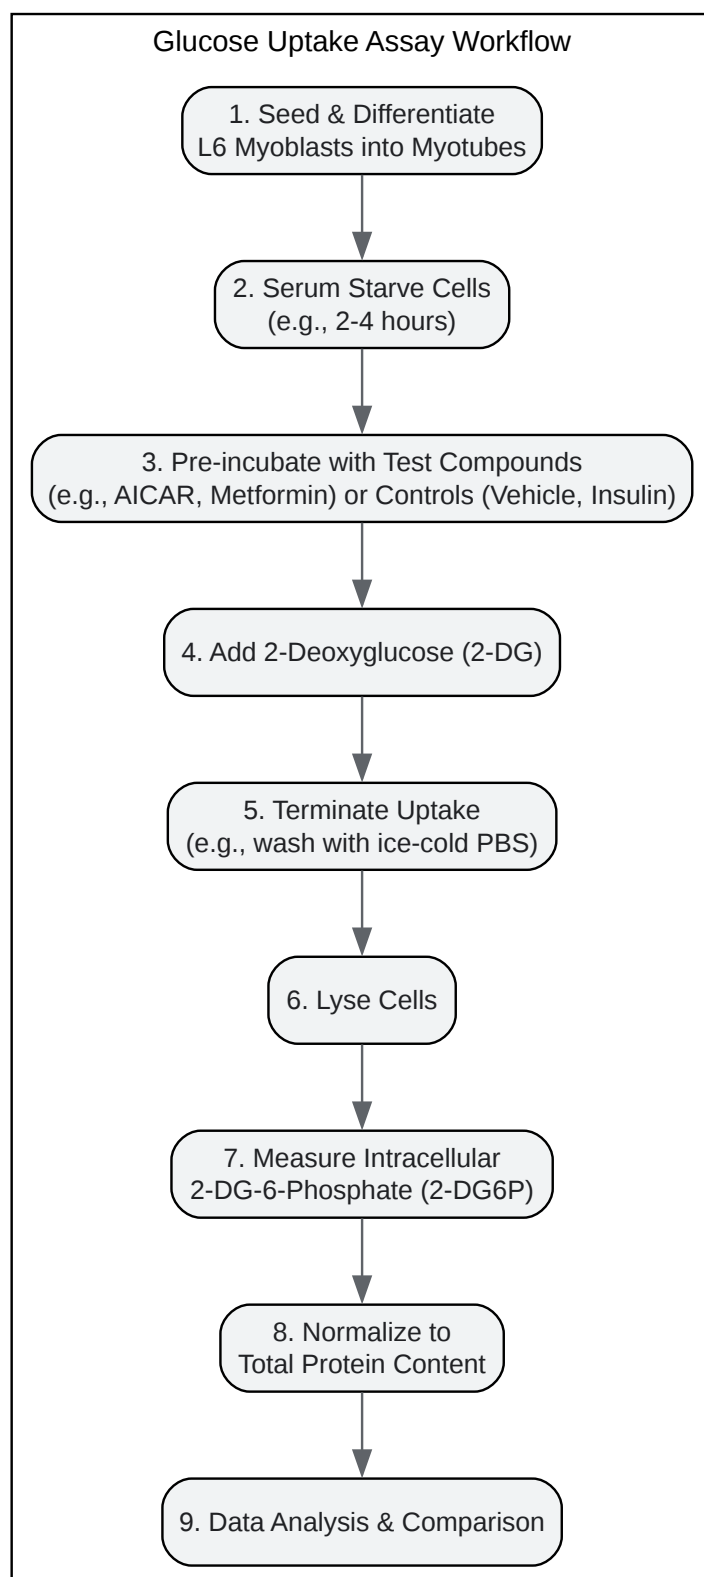 Glucose Uptake Assay Workflow
1. Seed & Differentiate
L6 Myoblasts into Myotubes
2. Serum Starve Cells
(e.g., 2-4 hours)
3. Pre-incubate with Test Compounds
(e.g., AICAR, Metformin) or Controls (Vehicle, Insulin)
4. Add 2-Deoxyglucose (2-DG)
5. Terminate Uptake
(e.g., wash with ice-cold PBS)
6. Lyse Cells
7. Measure Intracellular
2-DG-6-Phosphate (2-DG6P)
8. Normalize to
Total Protein Content
9. Data Analysis & Comparison